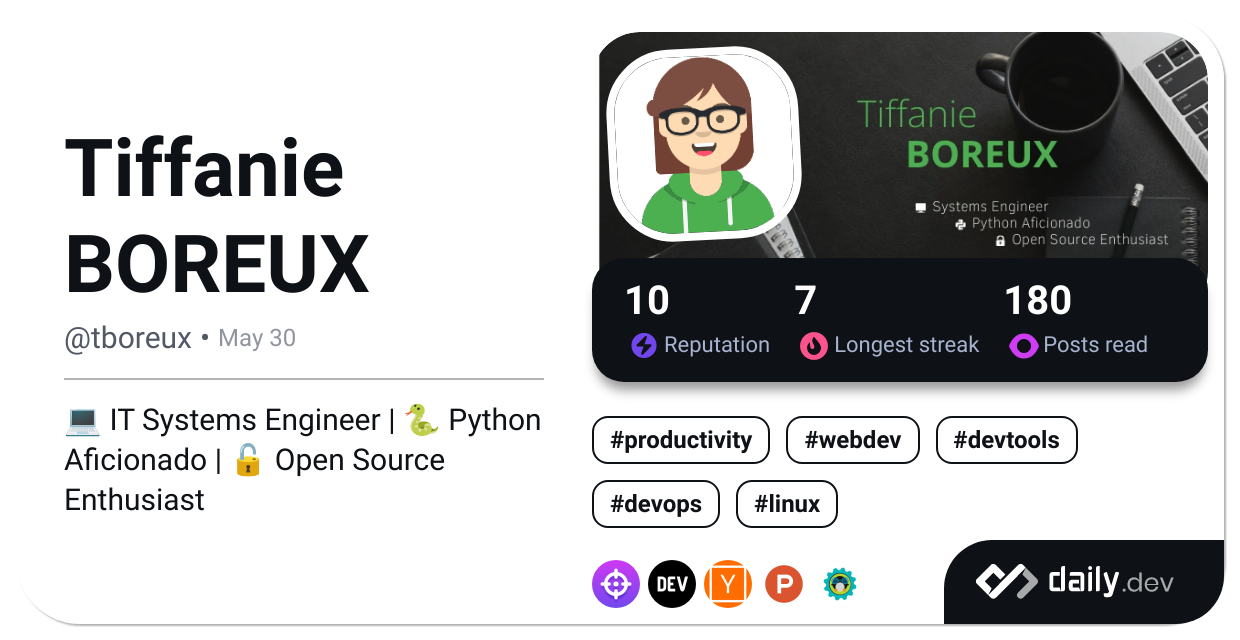 Tiffanie
BOREUX
@tboreux • May 30
💻 IT Systems Engineer | 🐍 Python
Aficionado | 🔓 Open Source
Enthusiast
Tiffanie
BOREUX
Systems Engineer
Python Aficionado
Open Source Enthusiast
10 7 180
Reputation Longest streak Posts read
#productivity #webdev #devtools
#devops #linux
DEV Y P
daily.dev